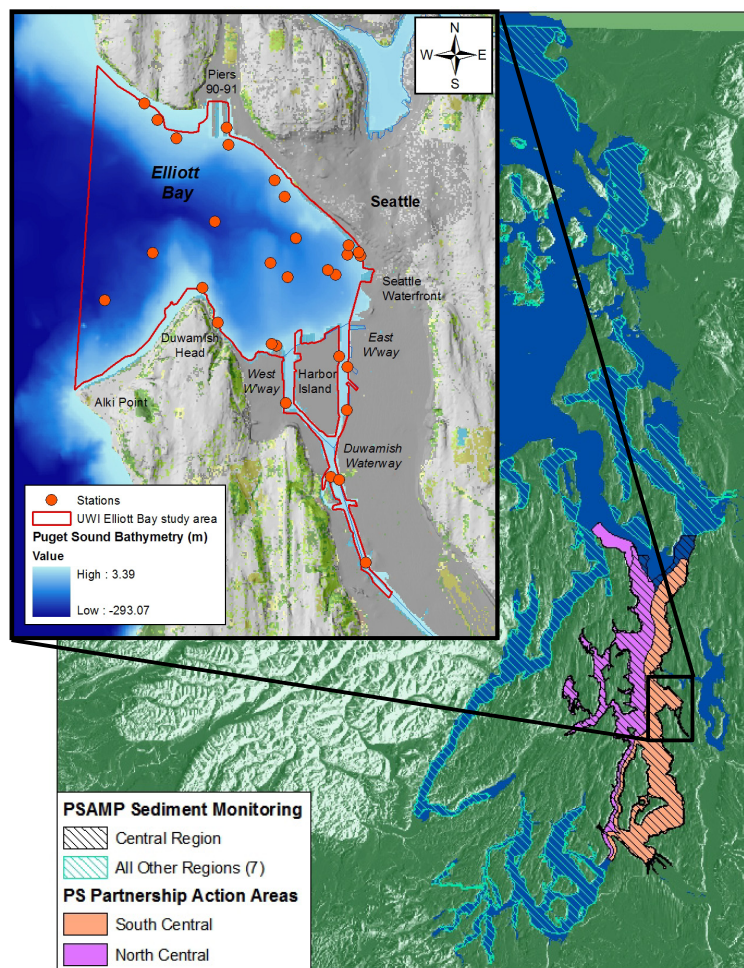 N
W
E
S
Piers
90-91
Elliott
Bay
Seattle
Seattle
Waterfront
Duwamish
Head
East
W'way
West
W'way
Harbor
Island
Alki Point
Duwamish
Waterway
Stations
UWI Elliott Bay study area
Puget Sound Bathymetry (m)
Value
High : 3.39
Low : -293.07
PSAMP Sediment Monitoring
Central Region
All Other Regions (7)
PS Partnership Action Areas
South Central
North Central